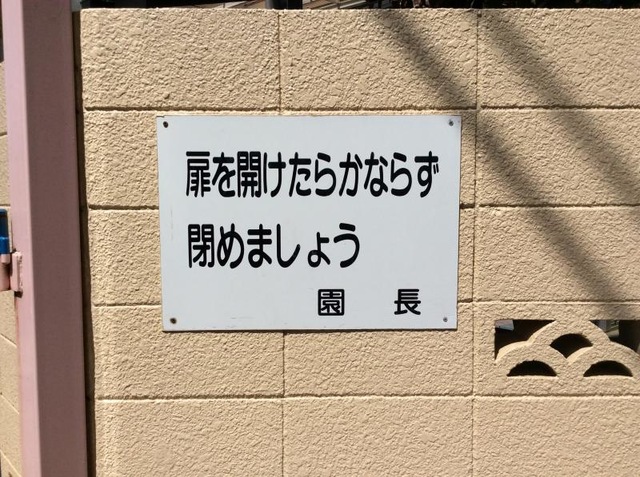 扉を開けたらかならず
閉めましょう
園長